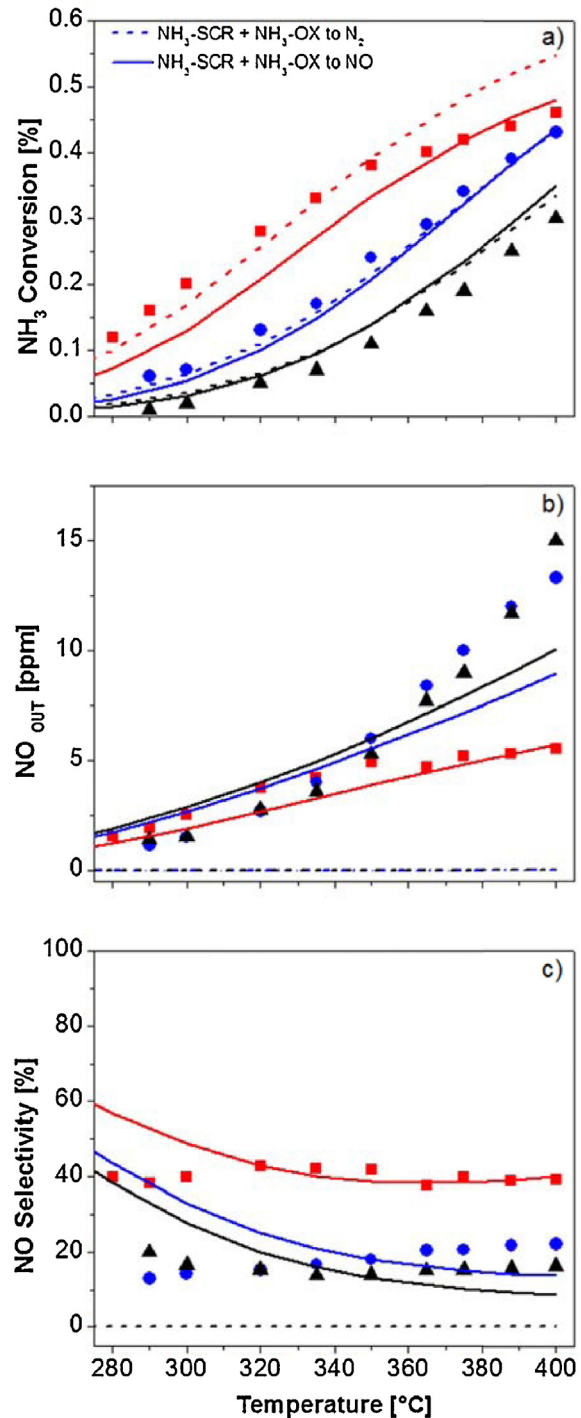 0.6
a)
NH₃-SCR + NH₃-OX to N₂
NH₃-SCR + NH₃-OX to NO
0.5
0.4
0.3
0.2
0.1
0.0
NH₃ Conversion [%]
b)
15
10
5
0
NO OUT [ppm]
c)
100
80
60
40
20
0
NO Selectivity [%]
280 300 320 340 360 380 400
Temperature [°C]